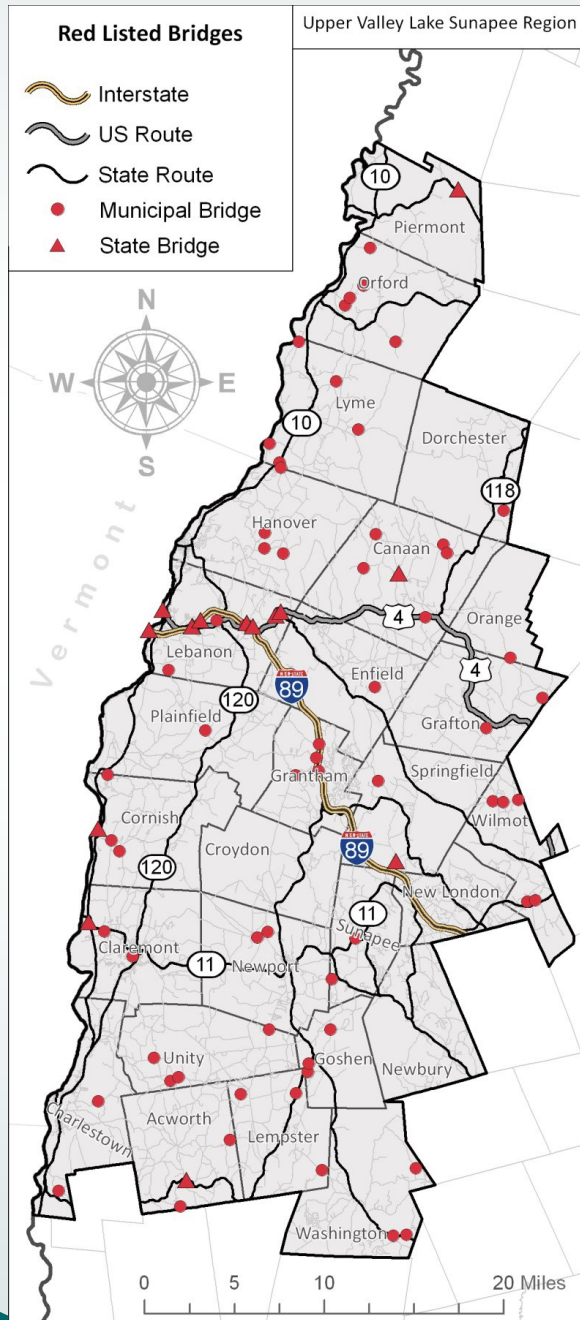 Red Listed Bridges
Upper Valley Lake Sunapee Region
Interstate
US Route
State Route
Municipal Bridge
State Bridge
N
W
E
S
Vermont
10
Piermont
Orford
Lyme
10
Dorchester
118
Hanover
Canaan
Orange
4
4
Lebanon
Enfield
INTERSTATE
89
120
Plainfield
Grafton
Grantham
Springfield
Wilmot
Cornish
Croydon
INTERSTATE
89
120
New London
11
Sunapee
Claremont
11
Newport
Unity
Goshen
Newbury
Charlestown
Acworth
Lempster
Washington
0
5
10
20 Miles